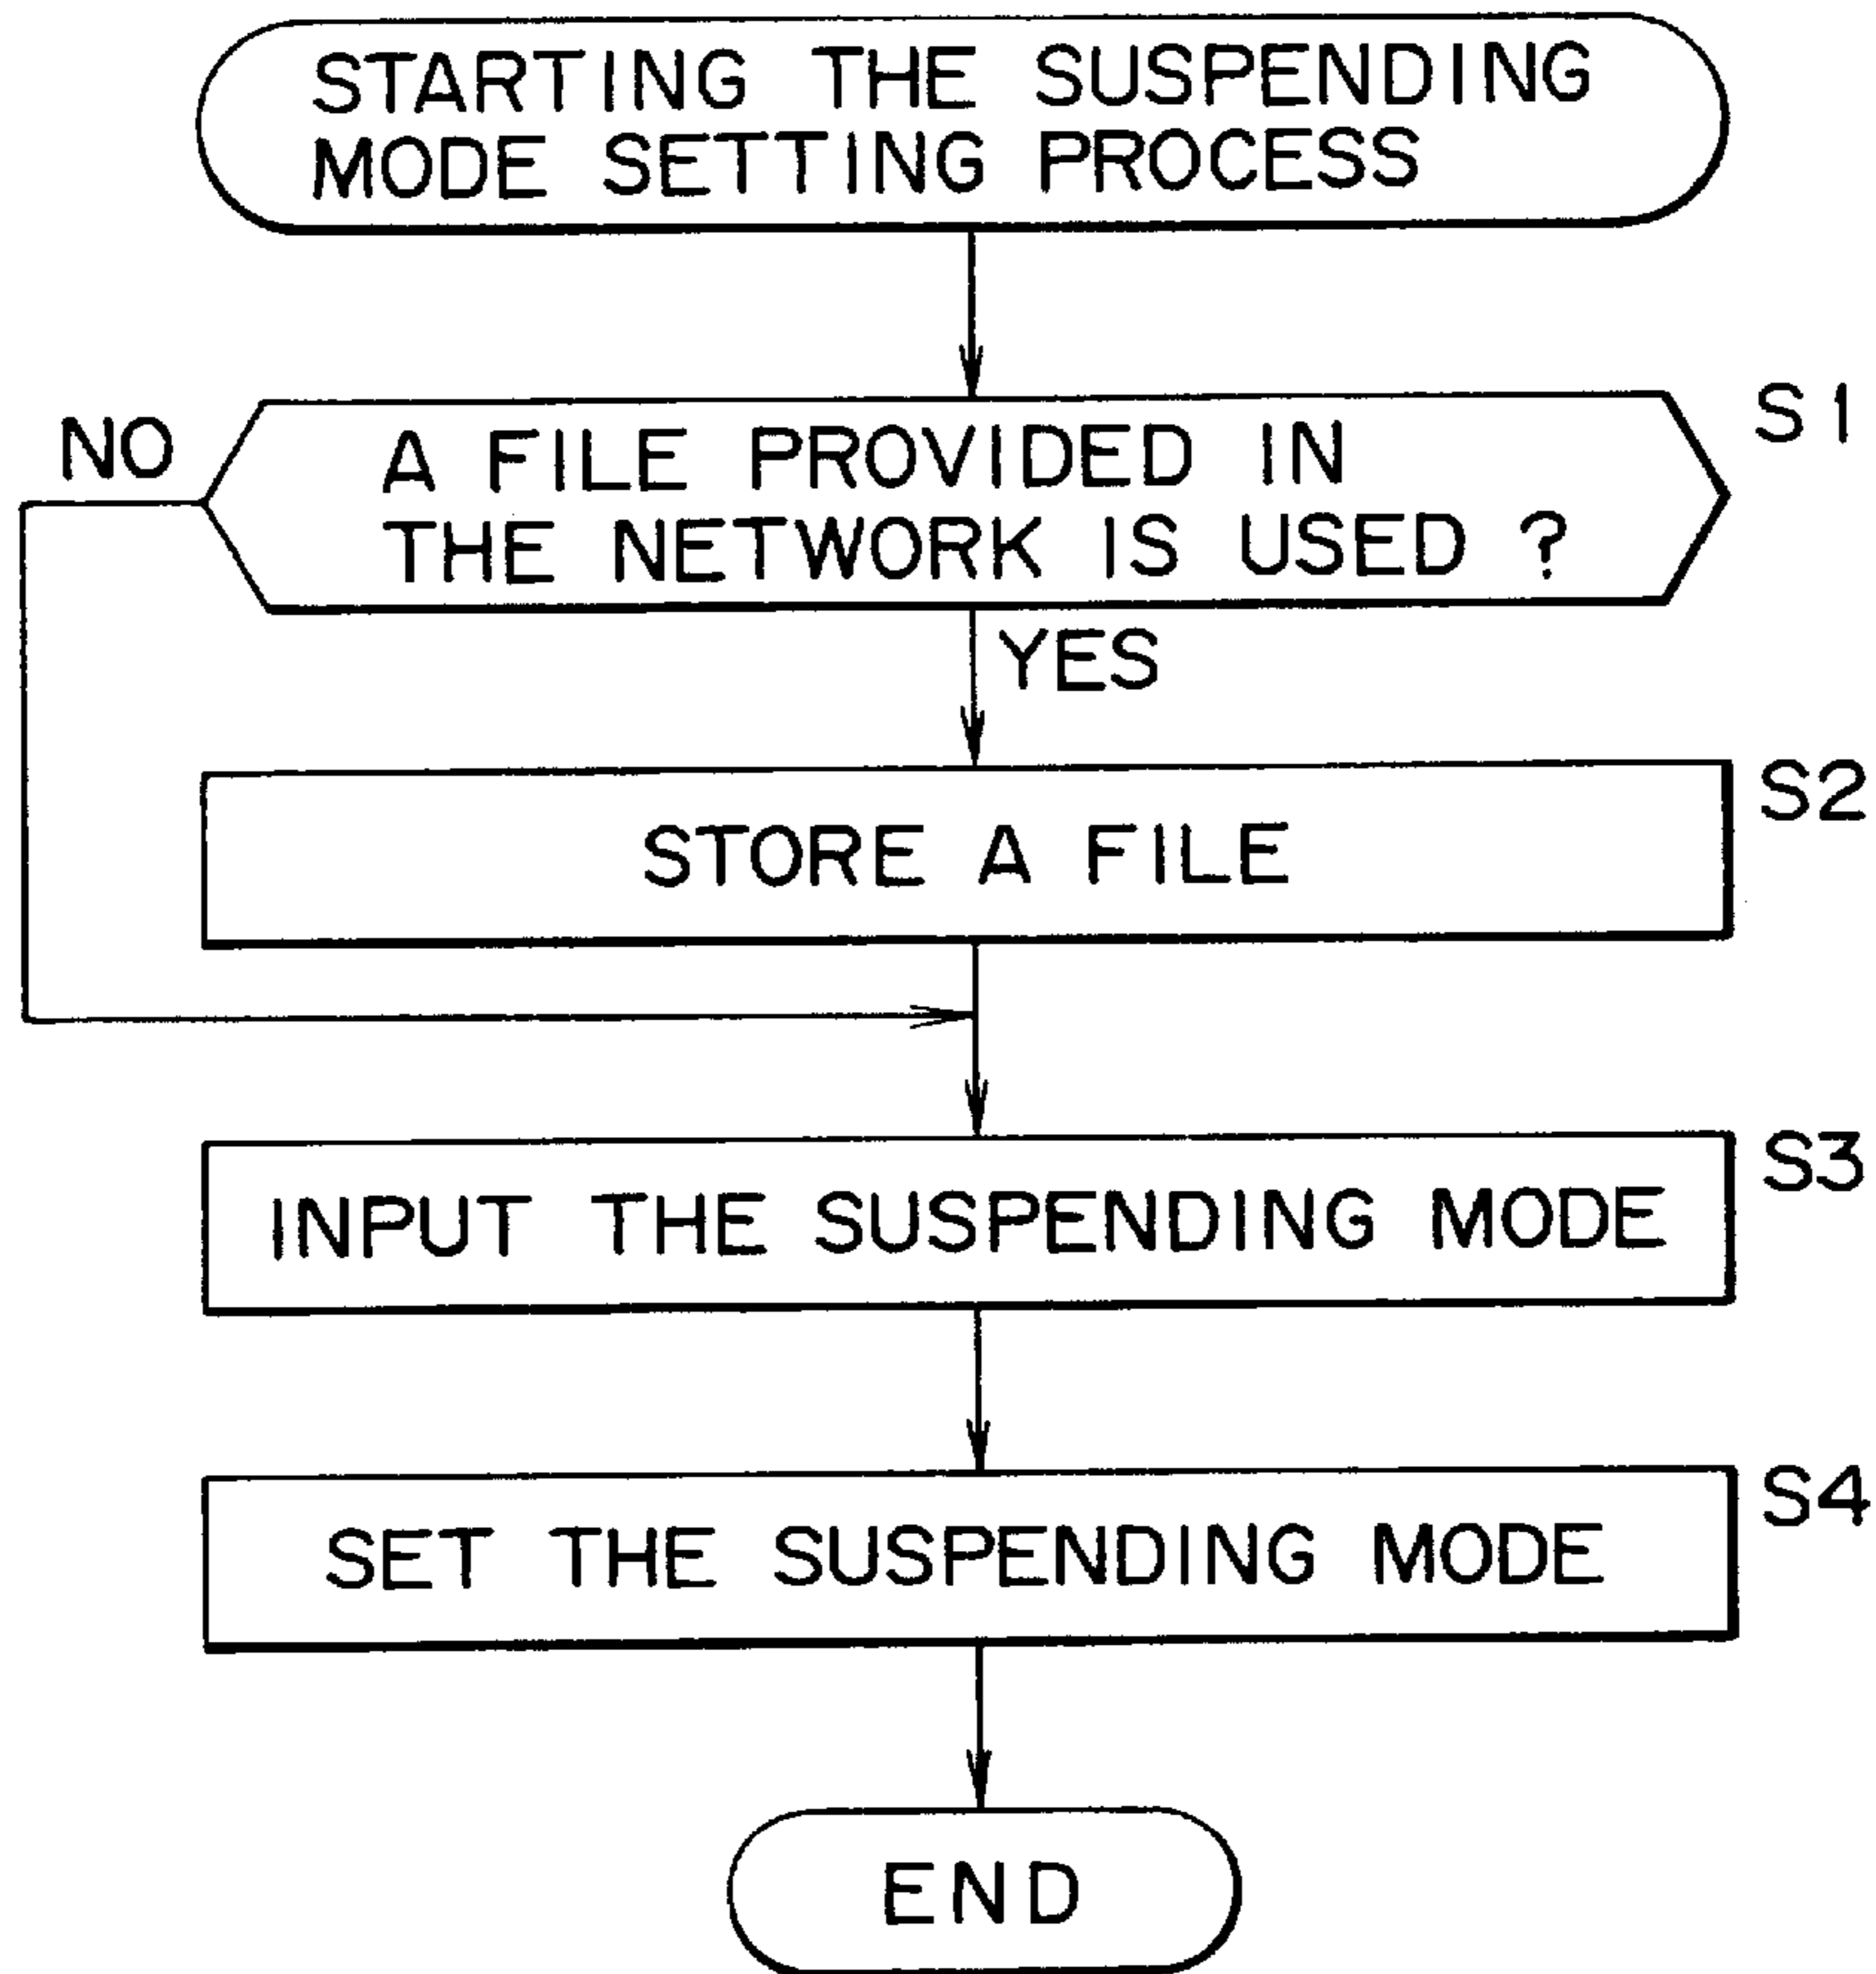 STARTING THE SUSPENDING
MODE SETTING PROCESS
NO
S1
A FILE PROVIDED IN
THE NETWORK IS USED ?
YES
S2
STORE A FILE
S3
INPUT THE SUSPENDING MODE
S4
SET THE SUSPENDING MODE
END